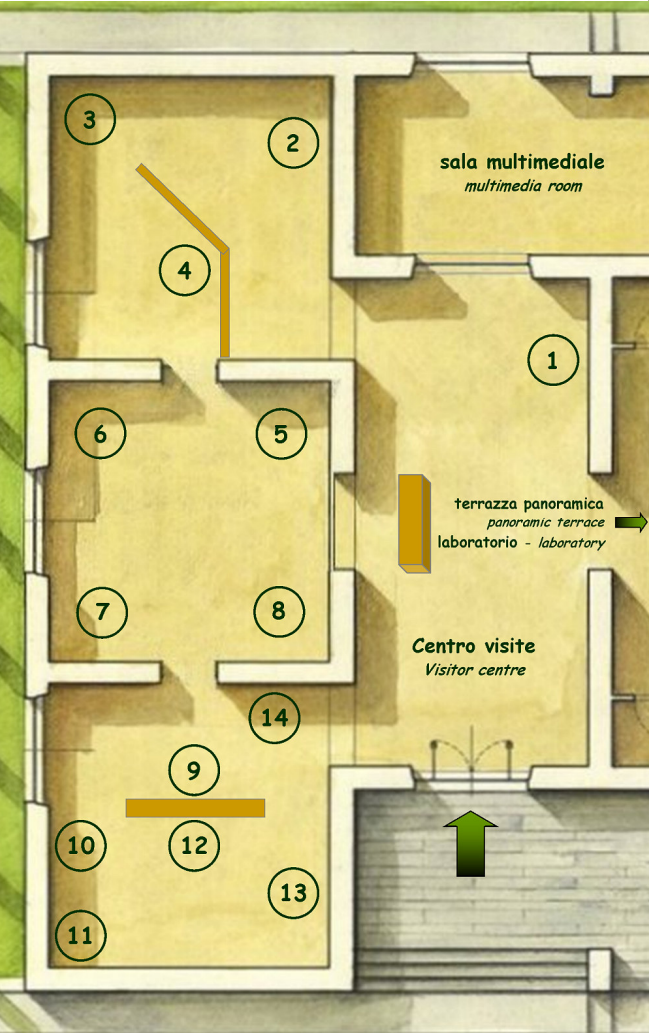 3
2
sala multimediale
multimedia room
4
1
6
5
terrazza panoramica
panoramic terrace
laboratorio - laboratory
7
8
Centro visite
Visitor centre
14
9
10
12
13
11